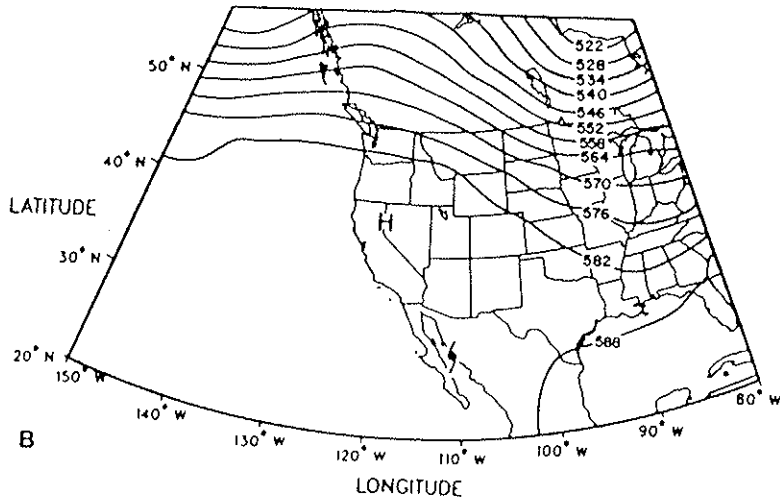 522
528
534
540
546
552
558
564
570
576
582
588
H
50° N
40° N
LATITUDE
30° N
20° N
150° W
140° W
130° W
120° W
110° W
100° W
90° W
80° W
B
LONGITUDE